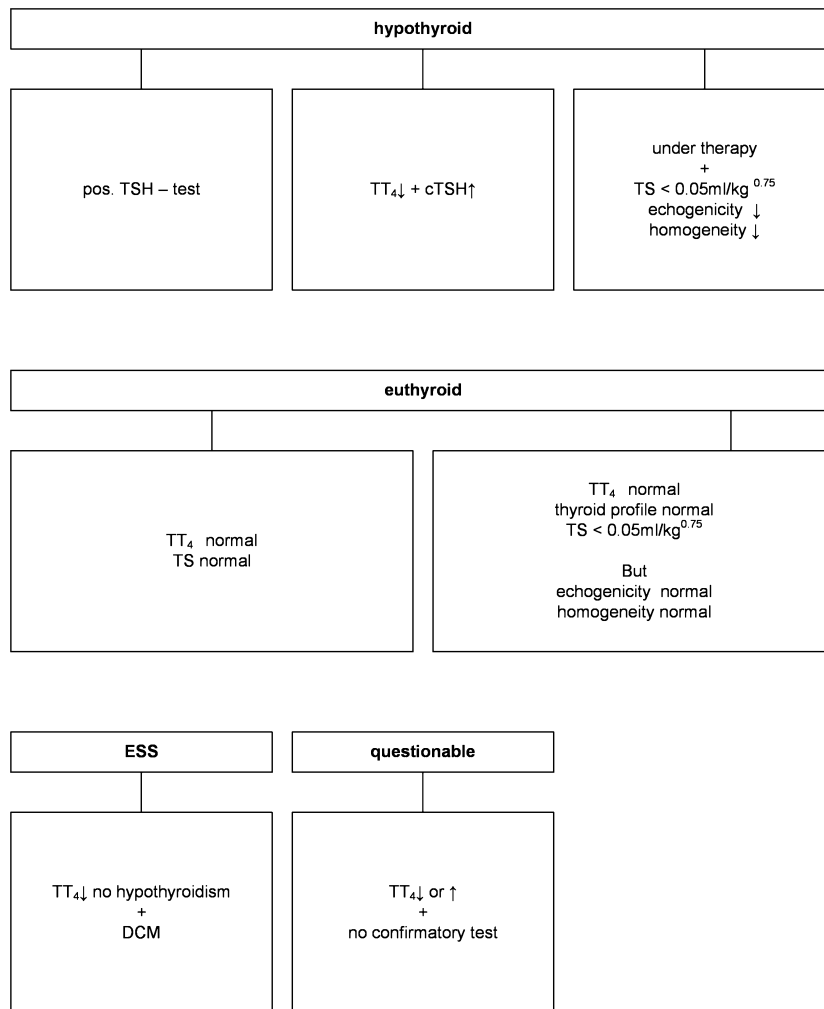 hypothyroid
pos. TSH – test
TT₄↓ + cTSH↑
under therapy
+
TS < 0.05ml/kg ^0.75
echogenicity ↓
homogeneity ↓
euthyroid
TT₄ normal
TS normal
TT₄ normal
thyroid profile normal
TS < 0.05ml/kg^0.75
But
echogenicity normal
homogeneity normal
ESS
TT₄↓ no hypothyroidism
+
DCM
questionable
TT₄↓ or ↑
+
no confirmatory test